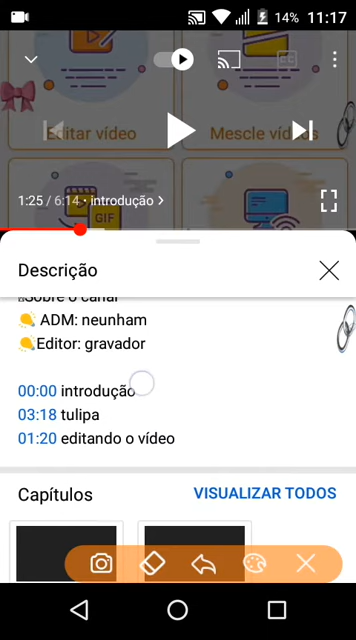 14% 11:17
Editar vídeo
Mescle vídeos
GIF
1:25 / 6:14 • introdução >
Descrição
Sobre o canal
ADM: neunham
Editor: gravador
00:00 introdução
03:18 tulipa
01:20 editando o vídeo
Capítulos
VISUALIZAR TODOS